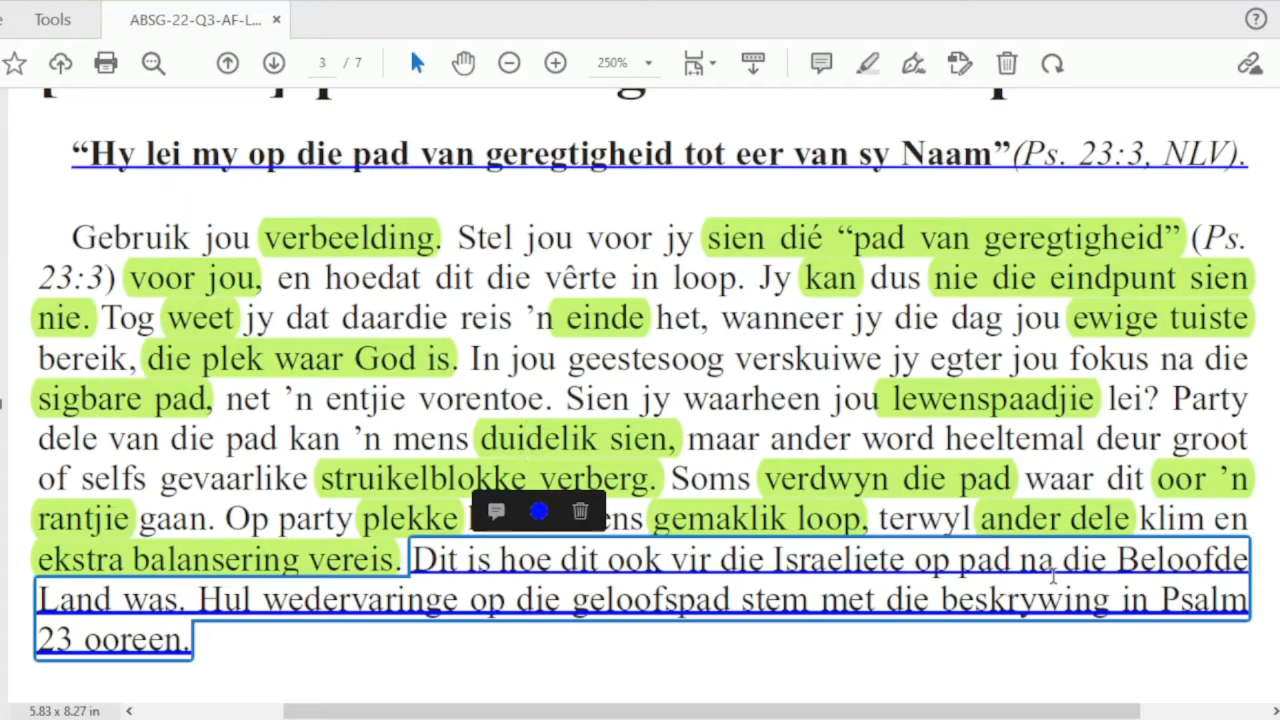 Tools
ABSG-22-Q3-AF-L...
3 / 7
250%
“Hy lei my op die pad van geregtigheid tot eer van sy Naam”(Ps. 23:3, NLV).
Gebruik jou verbeelding. Stel jou voor jy sien dié “pad van geregtigheid” (Ps.
23:3) voor jou, en hoedat dit die vêrte in loop. Jy kan dus nie die eindpunt sien
nie. Tog weet jy dat daardie reis ’n einde het, wanneer jy die dag jou ewige tuiste
bereik, die plek waar God is. In jou geestesoog verskuiwe jy egter jou fokus na die
sigbare pad, net ’n entjie vorentoe. Sien jy waarheen jou lewenspaadjie lei? Party
dele van die pad kan ’n mens duidelik sien, maar ander word heeltemal deur groot
of selfs gevaarlike struikelblokke verberg. Soms verdwyn die pad waar dit oor ’n
rantjie gaan. Op party plekke ens gemaklik loop, terwyl ander dele klim en
ekstra balansering vereis. Dit is hoe dit ook vir die Israeliete op pad na die Beloofde
Land was. Hul wedervaringe op die geloofspad stem met die beskrywing in Psalm
23 ooreen.
5.83 x 8.27 in